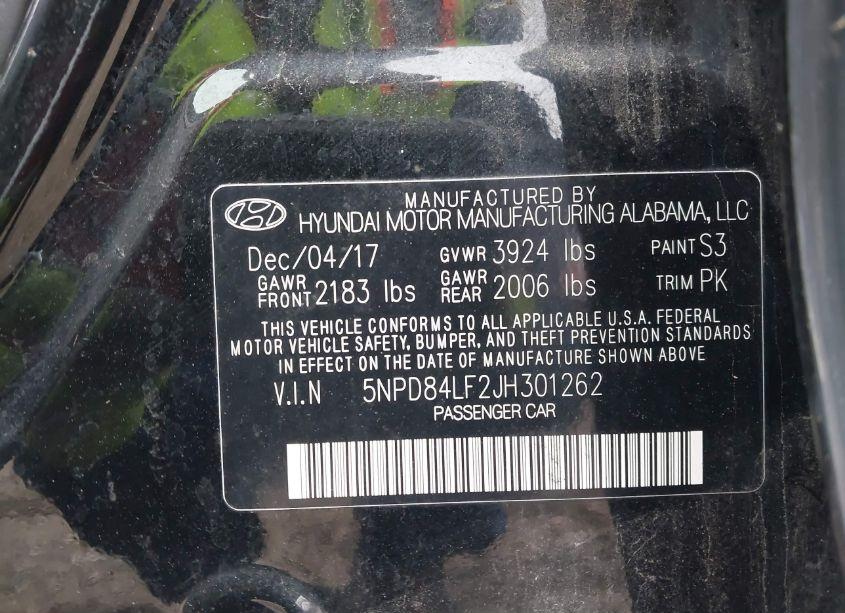 MANUFACTURED BY
HYUNDAI MOTOR MANUFACTURING ALABAMA, LLC
Dec/04/17 GVWR 3924 lbs PAINT S3
GAWR FRONT 2183 lbs GAWR REAR 2006 lbs TRIM PK
THIS VEHICLE CONFORMS TO ALL APPLICABLE U.S.A. FEDERAL
MOTOR VEHICLE SAFETY, BUMPER, AND THEFT PREVENTION STANDARDS
IN EFFECT ON THE DATE OF MANUFACTURE SHOWN ABOVE
V.I.N 5NPD84LF2JH301262
PASSENGER CAR